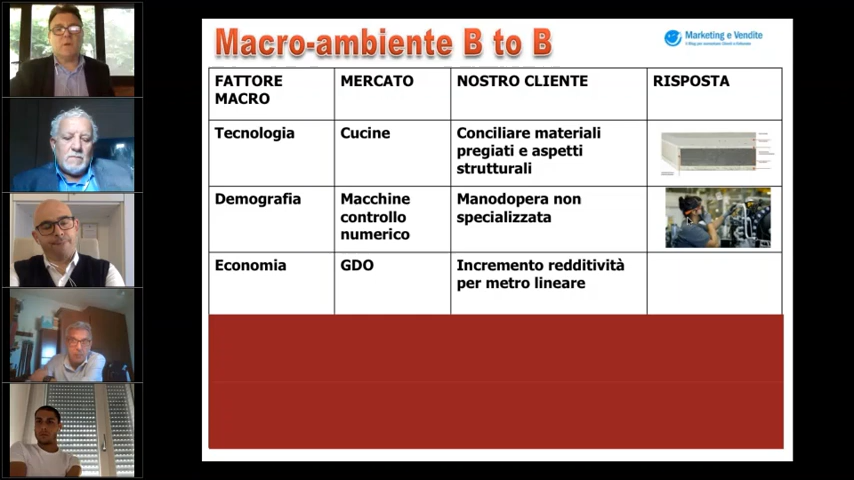 Macro-ambiente B to B
Marketing e Vendite
FATTORE MACRO
MERCATO
NOSTRO CLIENTE
RISPOSTA
Tecnologia
Cucine
Conciliare materiali
pregiati e aspetti
strutturali
Demografia
Macchine
controllo
numerico
Manodopera non
specializzata
Economia
GDO
Incremento redditività
per metro lineare